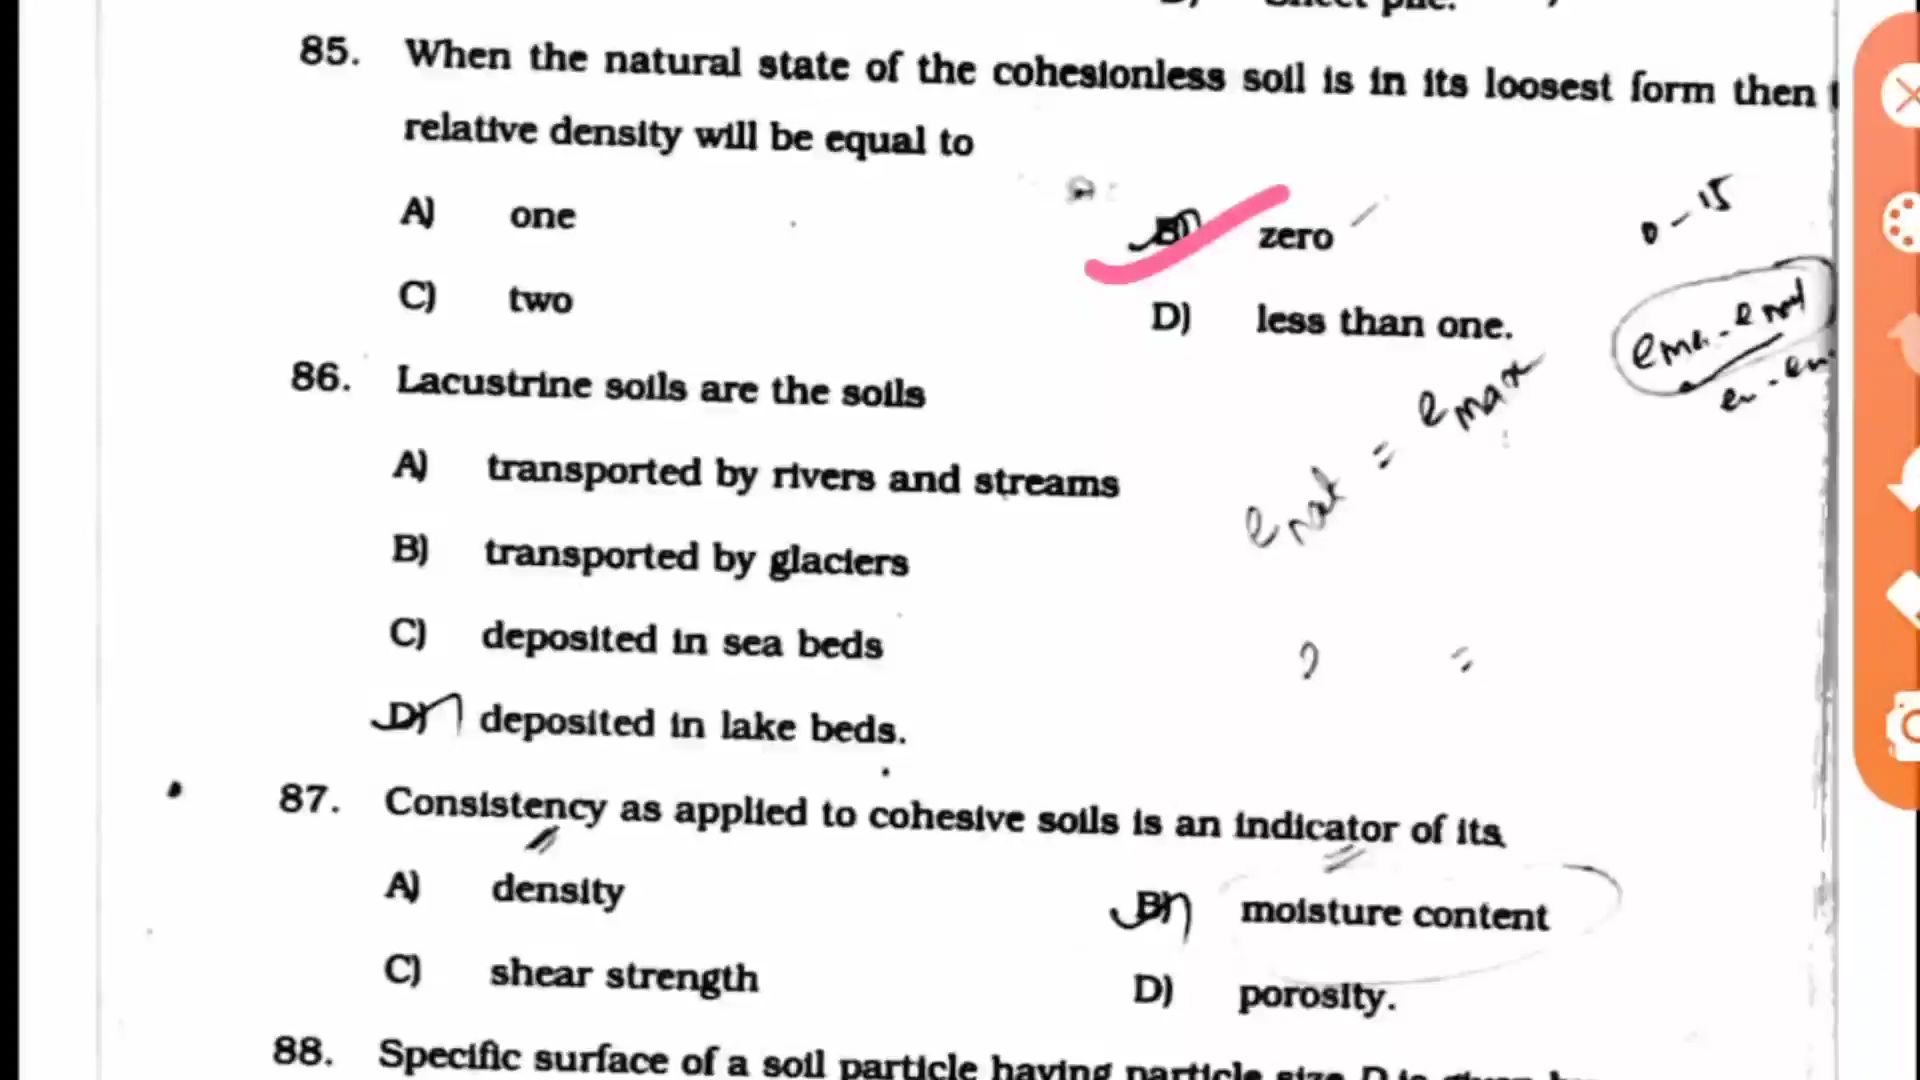 85. When the natural state of the cohesionless soil is in its loosest form then
relative density will be equal to
A) one
B) zero
0 - 15
C) two
D) less than one.
86. Lacustrine soils are the soils
e nat = e max
A) transported by rivers and streams
B) transported by glaciers
C) deposited in sea beds
D) deposited in lake beds.
87. Consistency as applied to cohesive soils is an indicator of its
A) density
B) moisture content
C) shear strength
D) porosity.
88. Specific surface of a soil particle having particle size D is given by